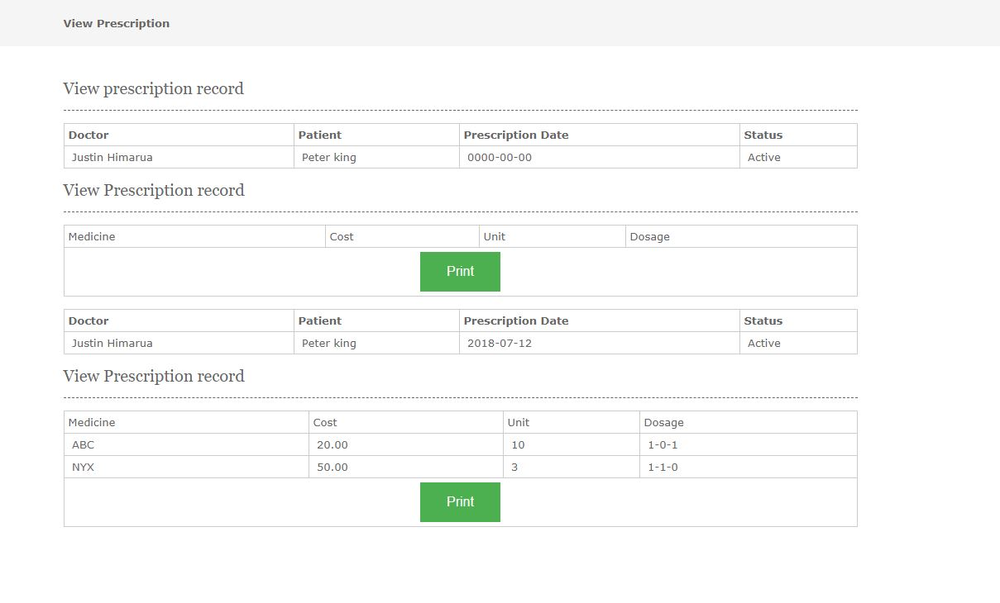 View Prescription
View prescription record
Doctor Patient Prescription Date Status
Justin Himarua Peter king 0000-00-00 Active
View Prescription record
Medicine Cost Unit Dosage
Print
Doctor Patient Prescription Date Status
Justin Himarua Peter king 2018-07-12 Active
View Prescription record
Medicine Cost Unit Dosage
ABC 20.00 10 1-0-1
NYX 50.00 3 1-1-0
Print